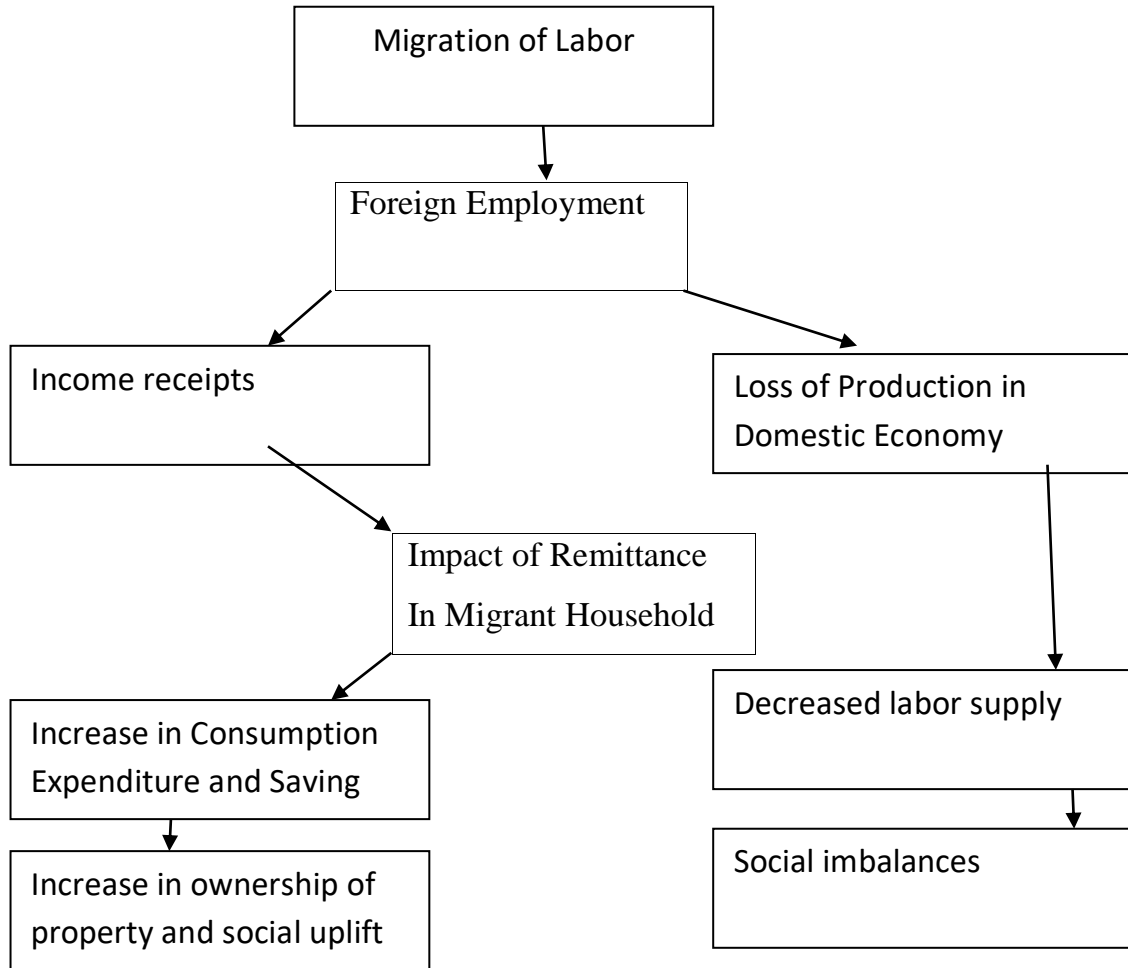 Migration of Labor
Foreign Employment
Income receipts
Loss of Production in
Domestic Economy
Impact of Remittance
In Migrant Household
Increase in Consumption
Expenditure and Saving
Decreased labor supply
Increase in ownership of
property and social uplift
Social imbalances